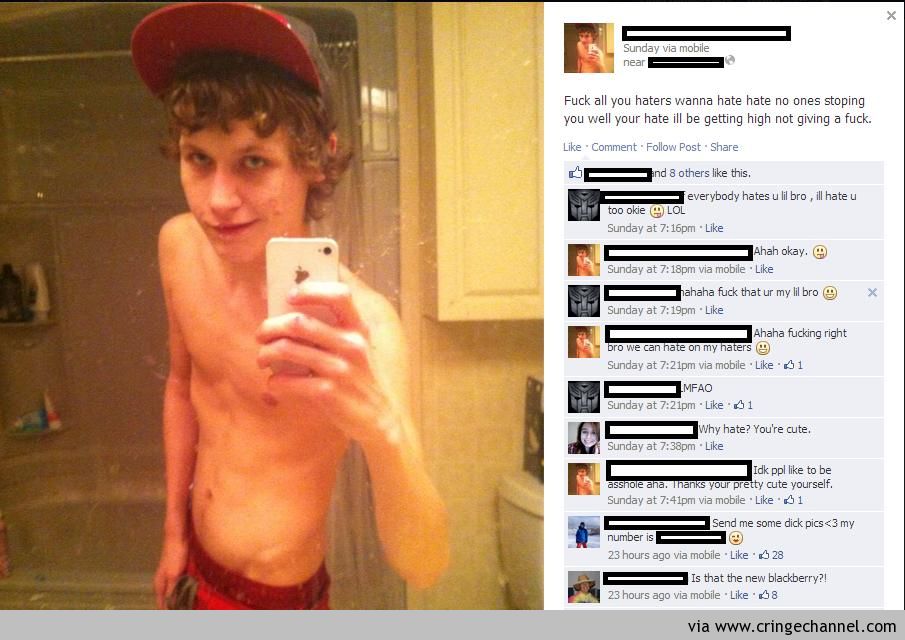 Sunday via mobile
near
Fuck all you haters wanna hate hate no ones stoping
you well your hate ill be getting high not giving a fuck.
Like · Comment · Follow Post · Share
and 8 others like this.
everybody hates u lil bro , ill hate u
too okie LOL
Sunday at 7:16pm · Like
Ahah okay.
Sunday at 7:18pm via mobile · Like
hahaha fuck that ur my lil bro
Sunday at 7:19pm · Like
Ahaha fucking right
bro we can hate on my haters
Sunday at 7:21pm via mobile · Like · 1
LMFAO
Sunday at 7:21pm · Like · 1
Why hate? You're cute.
Sunday at 7:38pm · Like
Idk ppl like to be
asshole aha. Thanks your pretty cute yourself.
Sunday at 7:41pm via mobile · Like · 1
Send me some dick pics<3 my
number is
23 hours ago via mobile · Like · 28
Is that the new blackberry?!
23 hours ago via mobile · Like · 8
via www.cringechannel.com